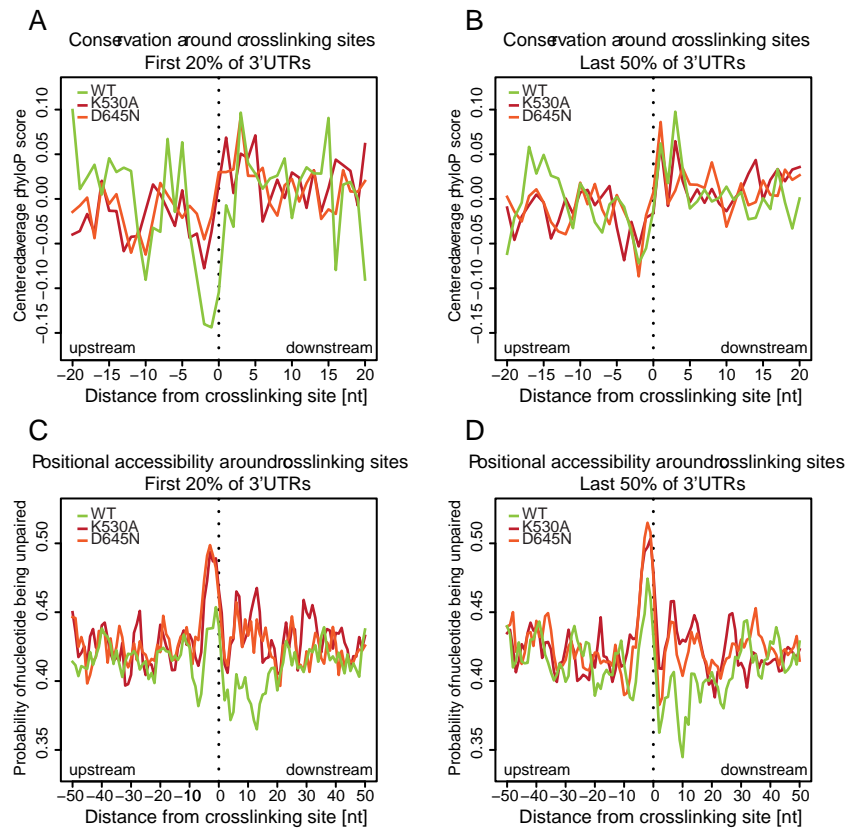 A
Conservation around crosslinking sites
First 20% of 3'UTRs
WT
K530A
D645N
Centered average phyloP score
0.10
0.05
0.00
−0.05
−0.10
−0.15
upstream
downstream
−20 −15 −10 −5 0 5 10 15 20
Distance from crosslinking site [nt]
B
Conservation around crosslinking sites
Last 50% of 3'UTRs
WT
K530A
D645N
Centered average phyloP score
0.10
0.05
0.00
−0.05
−0.10
−0.15
upstream
downstream
−20 −15 −10 −5 0 5 10 15 20
Distance from crosslinking site [nt]
C
Positional accessibility around crosslinking sites
First 20% of 3'UTRs
WT
K530A
D645N
Probability of nucleotide being unpaired
0.50
0.45
0.40
0.35
upstream
downstream
−50 −40 −30 −20 −10 0 10 20 30 40 50
Distance from crosslinking site [nt]
D
Positional accessibility around crosslinking sites
Last 50% of 3'UTRs
WT
K530A
D645N
Probability of nucleotide being unpaired
0.50
0.45
0.40
0.35
upstream
downstream
−50 −40 −30 −20 −10 0 10 20 30 40 50
Distance from crosslinking site [nt]